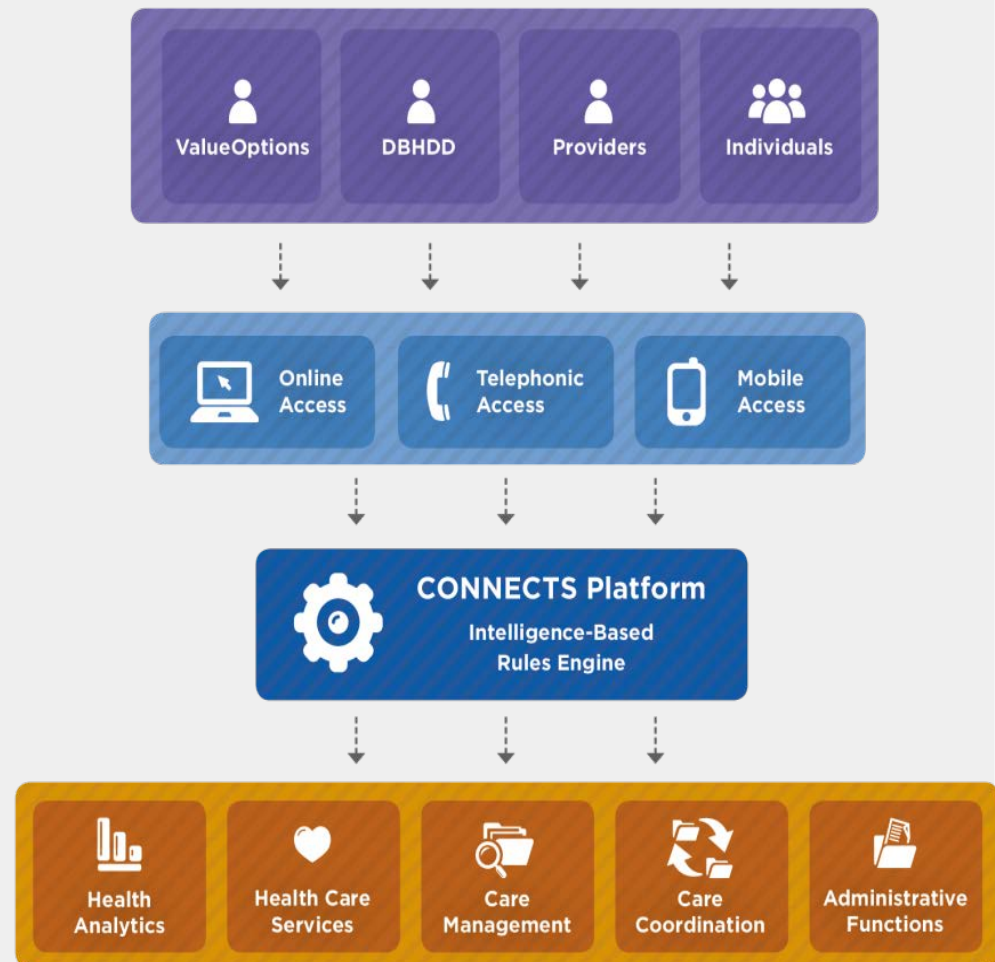 ValueOptions
DBHDD
Providers
Individuals
Online
Access
Telephonic
Access
Mobile
Access
CONNECTS Platform
Intelligence-Based
Rules Engine
Health
Analytics
Health Care
Services
Care
Management
Care
Coordination
Administrative
Functions